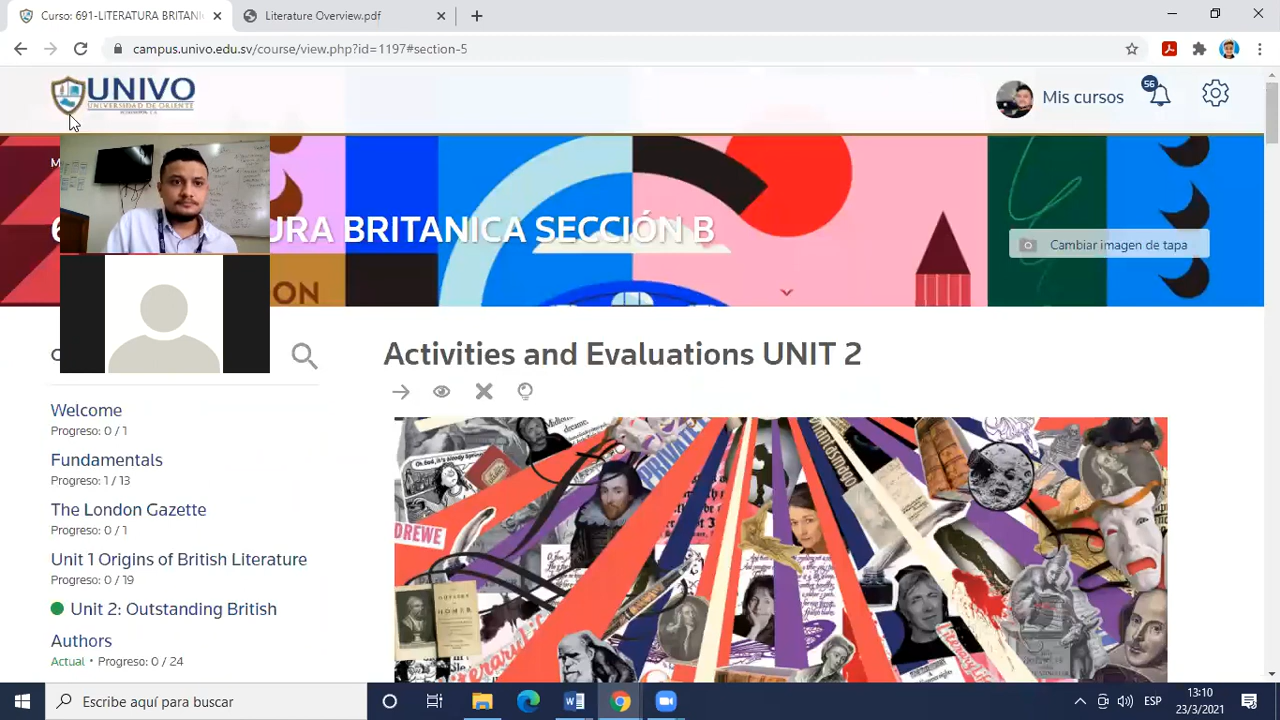 Curso: 691-LITERATURA BRITANI
Literature Overview.pdf
campus.univo.edu.sv/course/view.php?id=1197#section-5
UNIVO
UNIVERSIDAD DE ORIENTE
Mis cursos
56
M
6
URA BRITANICA SECCIÓN B
Cambiar imagen de tapa
ON
Activities and Evaluations UNIT 2
Welcome
Progreso: 0 / 1
Fundamentals
Progreso: 1 / 13
The London Gazette
Progreso: 0 / 1
Unit 1 Origins of British Literature
Progreso: 0 / 19
Unit 2: Outstanding British
Authors
Actual • Progreso: 0 / 24
DREWE
HOMER
Escribe aquí para buscar
ESP
13:10
23/3/2021